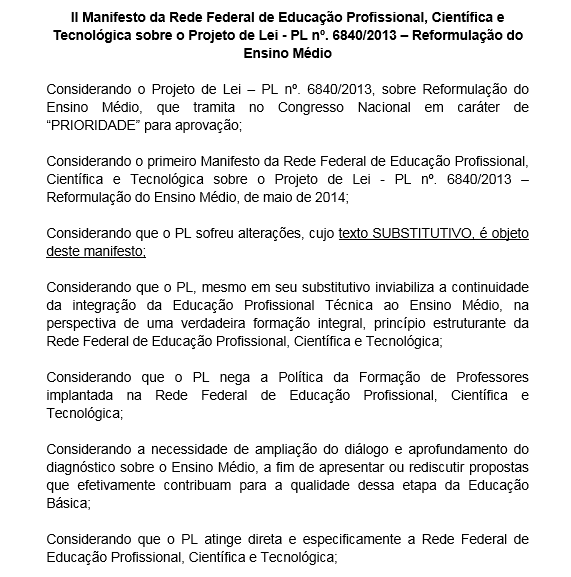 II Manifesto da Rede Federal de Educação Profissional, Científica e
Tecnológica sobre o Projeto de Lei - PL nº. 6840/2013 – Reformulação do
Ensino Médio
Considerando o Projeto de Lei – PL nº. 6840/2013, sobre Reformulação do
Ensino Médio, que tramita no Congresso Nacional em caráter de
“PRIORIDADE” para aprovação;
Considerando o primeiro Manifesto da Rede Federal de Educação Profissional,
Científica e Tecnológica sobre o Projeto de Lei - PL nº. 6840/2013 –
Reformulação do Ensino Médio, de maio de 2014;
Considerando que o PL sofreu alterações, cujo texto SUBSTITUTIVO, é objeto
deste manifesto;
Considerando que o PL, mesmo em seu substitutivo inviabiliza a continuidade
da integração da Educação Profissional Técnica ao Ensino Médio, na
perspectiva de uma verdadeira formação integral, princípio estruturante da
Rede Federal de Educação Profissional, Científica e Tecnológica;
Considerando que o PL nega a Política da Formação de Professores
implantada na Rede Federal de Educação Profissional, Científica e
Tecnológica;
Considerando a necessidade de ampliação do diálogo e aprofundamento do
diagnóstico sobre o Ensino Médio, a fim de apresentar ou rediscutir propostas
que efetivamente contribuam para a qualidade dessa etapa da Educação
Básica;
Considerando que o PL atinge direta e especificamente a Rede Federal de
Educação Profissional, Científica e Tecnológica;